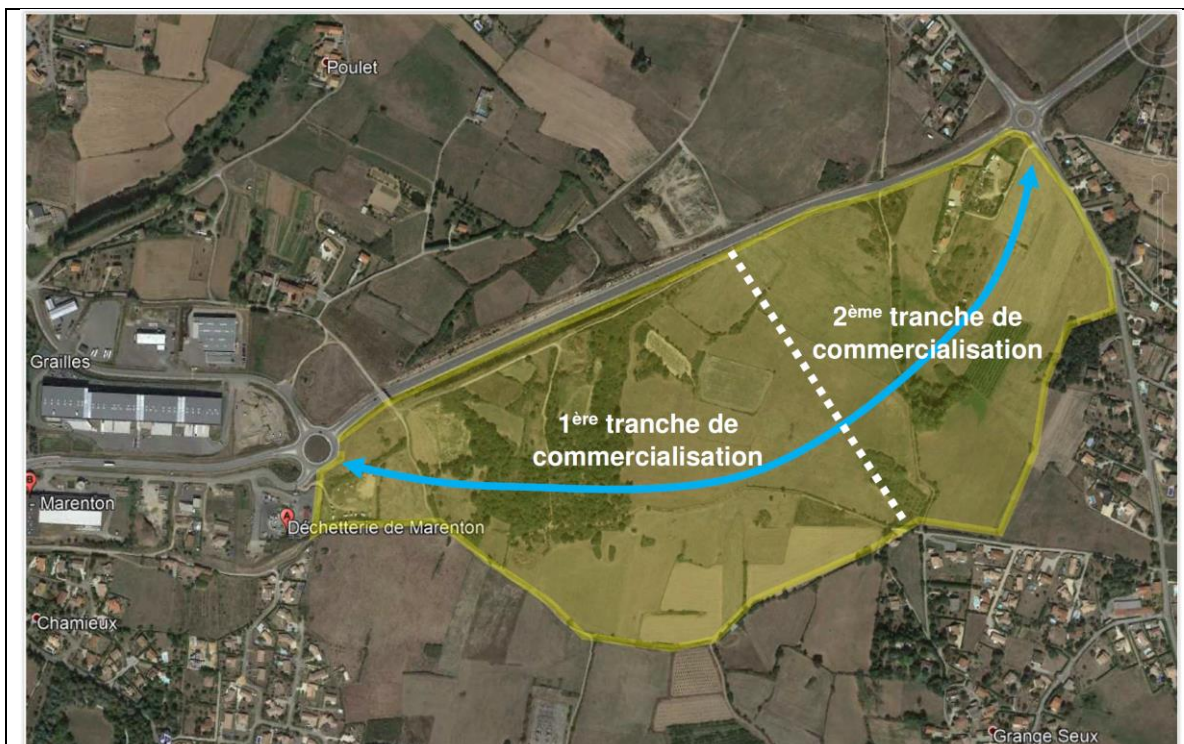 Poulet
2ème tranche de
commercialisation
Grailles
1ère tranche de
commercialisation
B
Marenton
A
Déchetterie de Marenton
Chamieux
Grange Seux